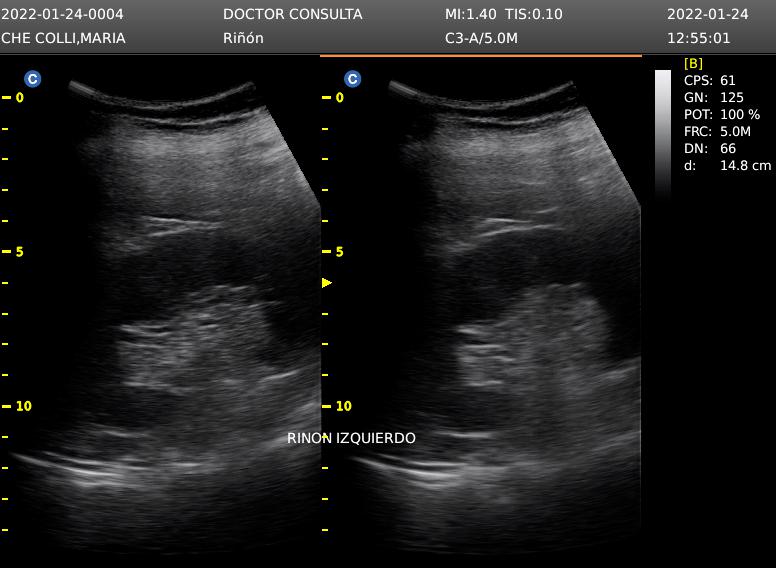 2022-01-24-0004 DOCTOR CONSULTA MI:1.40 TIS:0.10 2022-01-24
CHE COLLI,MARIA Riñón C3-A/5.0M 12:55:01
C C
[B]
0 0
CPS: 61
GN: 125
POT: 100 %
FRC: 5.0M
DN: 66
d: 14.8 cm
5 5
10 10
RINON IZQUIERDO